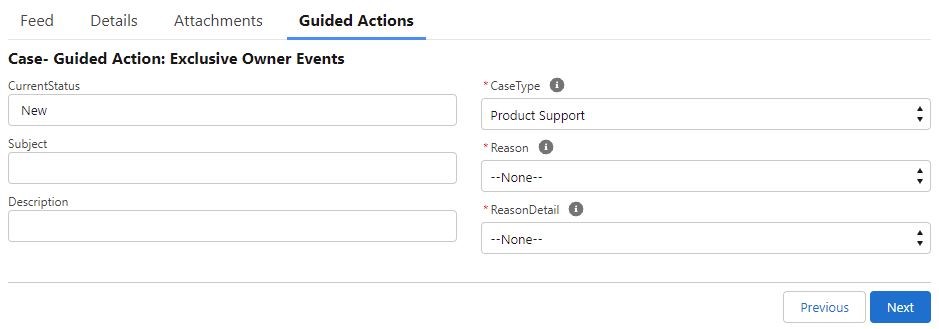 Feed Details Attachments Guided Actions
Case- Guided Action: Exclusive Owner Events
CurrentStatus
New
Subject
Description
* CaseType
Product Support
* Reason
--None--
* ReasonDetail
--None--
Previous Next